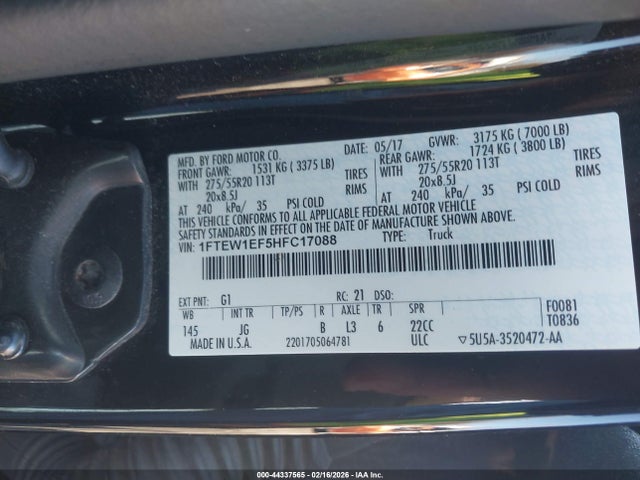 MFD. BY FORD MOTOR CO.
DATE: 05/17 GVWR: 3175 KG ( 7000 LB)
FRONT GAWR: 1531 KG ( 3375 LB)
REAR GAWR: 1724 KG ( 3800 LB)
WITH 275/55R20 113T TIRES
WITH 275/55R20 113T TIRES
20x8.5J RIMS
20x8.5J RIMS
AT 240 kPa/ 35 PSI COLD
AT 240 kPa/ 35 PSI COLD
THIS VEHICLE CONFORMS TO ALL APPLICABLE FEDERAL MOTOR VEHICLE
SAFETY STANDARDS IN EFFECT ON THE DATE OF MANUFACTURE SHOWN ABOVE.
VIN: 1FTEW1EF5HFC17088
TYPE: Truck
EXT PNT: G1 RC: 21 DSO:
WB INT TR TP/PS R AXLE TR SPR
F0081
145 JG B L3 6 22CC
T0836
MADE IN U.S.A. 2201705064781 ULC 5U5A-3520472-AA
000-44337565 - 02/16/2026 - IAA Inc.